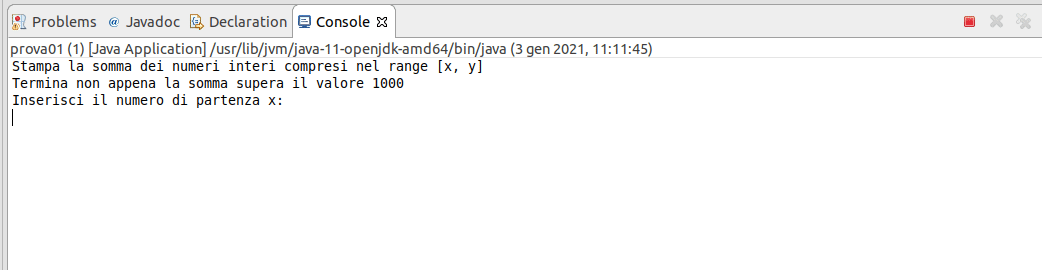 Problems @ Javadoc Declaration Console
prova01 (1) [Java Application] /usr/lib/jvm/java-11-openjdk-amd64/bin/java (3 gen 2021, 11:11:45)
Stampa la somma dei numeri interi compresi nel range [x, y]
Termina non appena la somma supera il valore 1000
Inserisci il numero di partenza x: